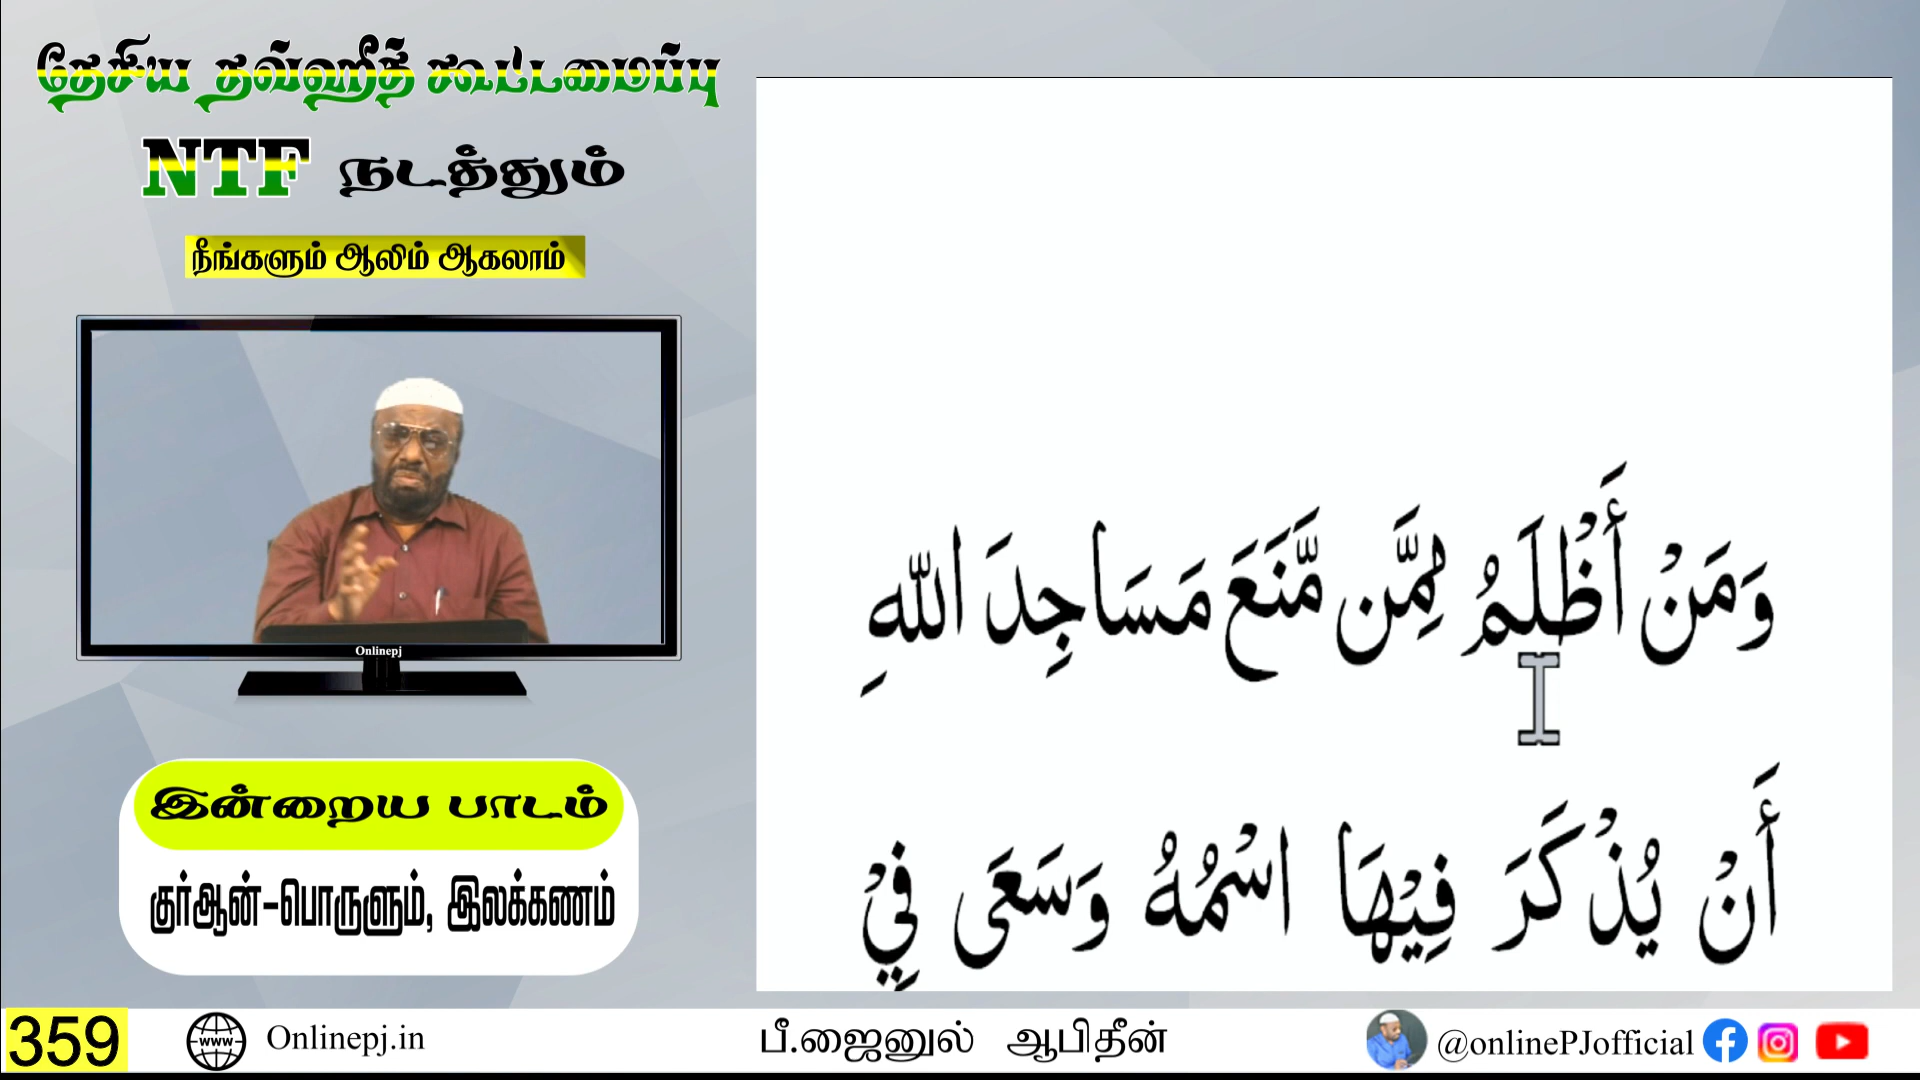 தேசிய தவ்ஹீத் கூட்டமைப்பு
NTF நடத்தும்
நீங்களும் ஆலிம் ஆகலாம்
Onlinepj
இன்றைய பாடம்
குர்ஆன்-பொருளும், இலக்கணம்
وَمَنْ أَظْلَمُ مِمَّن مَّنَعَ مَسَاجِدَ اللّٰهِ
أَنْ يُذْكَرَ فِيْهَا اسْمُهُ وَسَعَى فِيْ
359
www
Onlinepj.in
பீ.ஜைனுல் ஆபிதீன்
@onlinePJofficial